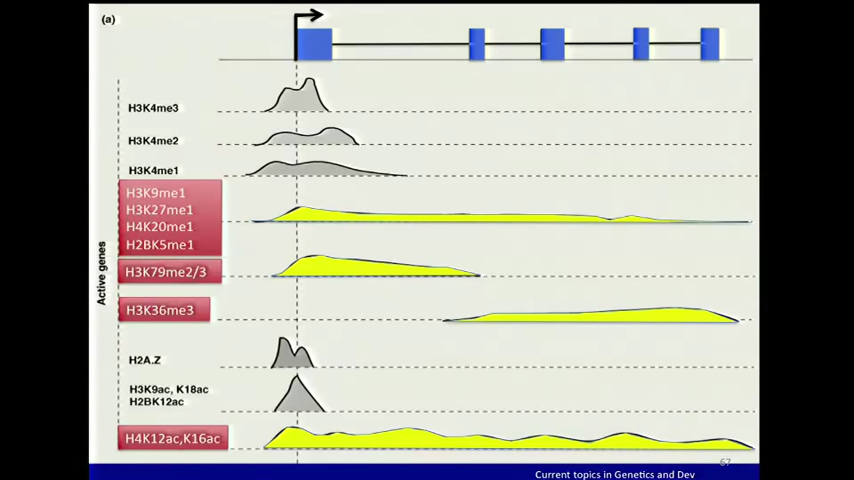 (a)
H3K4me3
H3K4me2
H3K4me1
H3K9me1
H3K27me1
H4K20me1
H2BK5me1
H3K79me2/3
H3K36me3
H2A.Z
H3K9ac, K18ac
H2BK12ac
H4K12ac,K16ac
Active genes
67
Current topics in Genetics and Dev